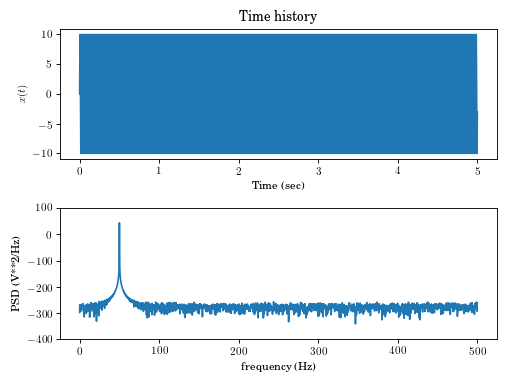 Time history
10
5
0
−5
−10
x(t)
0 1 2 3 4 5
Time (sec)
100
0
−100
−200
−300
−400
PSD (V**2/Hz)
0 100 200 300 400 500
frequency (Hz)